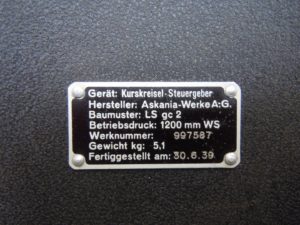 Gerät: Kurskreisel-Steuergeber
Hersteller: Askania-Werke A:G.
Baumuster: LS gc 2
Betriebsdruck: 1200 mm WS
Werknummer: 997587
Gewicht kg: 5,1
Fertiggestellt am: 30.6.39